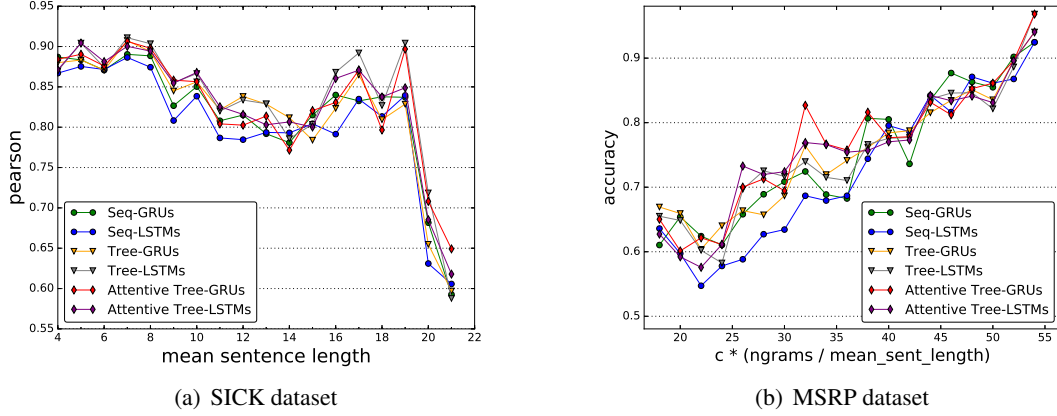 0.95
0.90
0.85
0.80
0.75
0.70
0.65
0.60
0.55
pearson
Seq-GRUs
Seq-LSTMs
Tree-GRUs
Tree-LSTMs
Attentive Tree-GRUs
Attentive Tree-LSTMs
4 6 8 10 12 14 16 18 20 22
mean sentence length
(a) SICK dataset
0.9
0.8
0.7
0.6
0.5
accuracy
Seq-GRUs
Seq-LSTMs
Tree-GRUs
Tree-LSTMs
Attentive Tree-GRUs
Attentive Tree-LSTMs
20 25 30 35 40 45 50 55
c * (ngrams / mean_sent_length)
(b) MSRP dataset